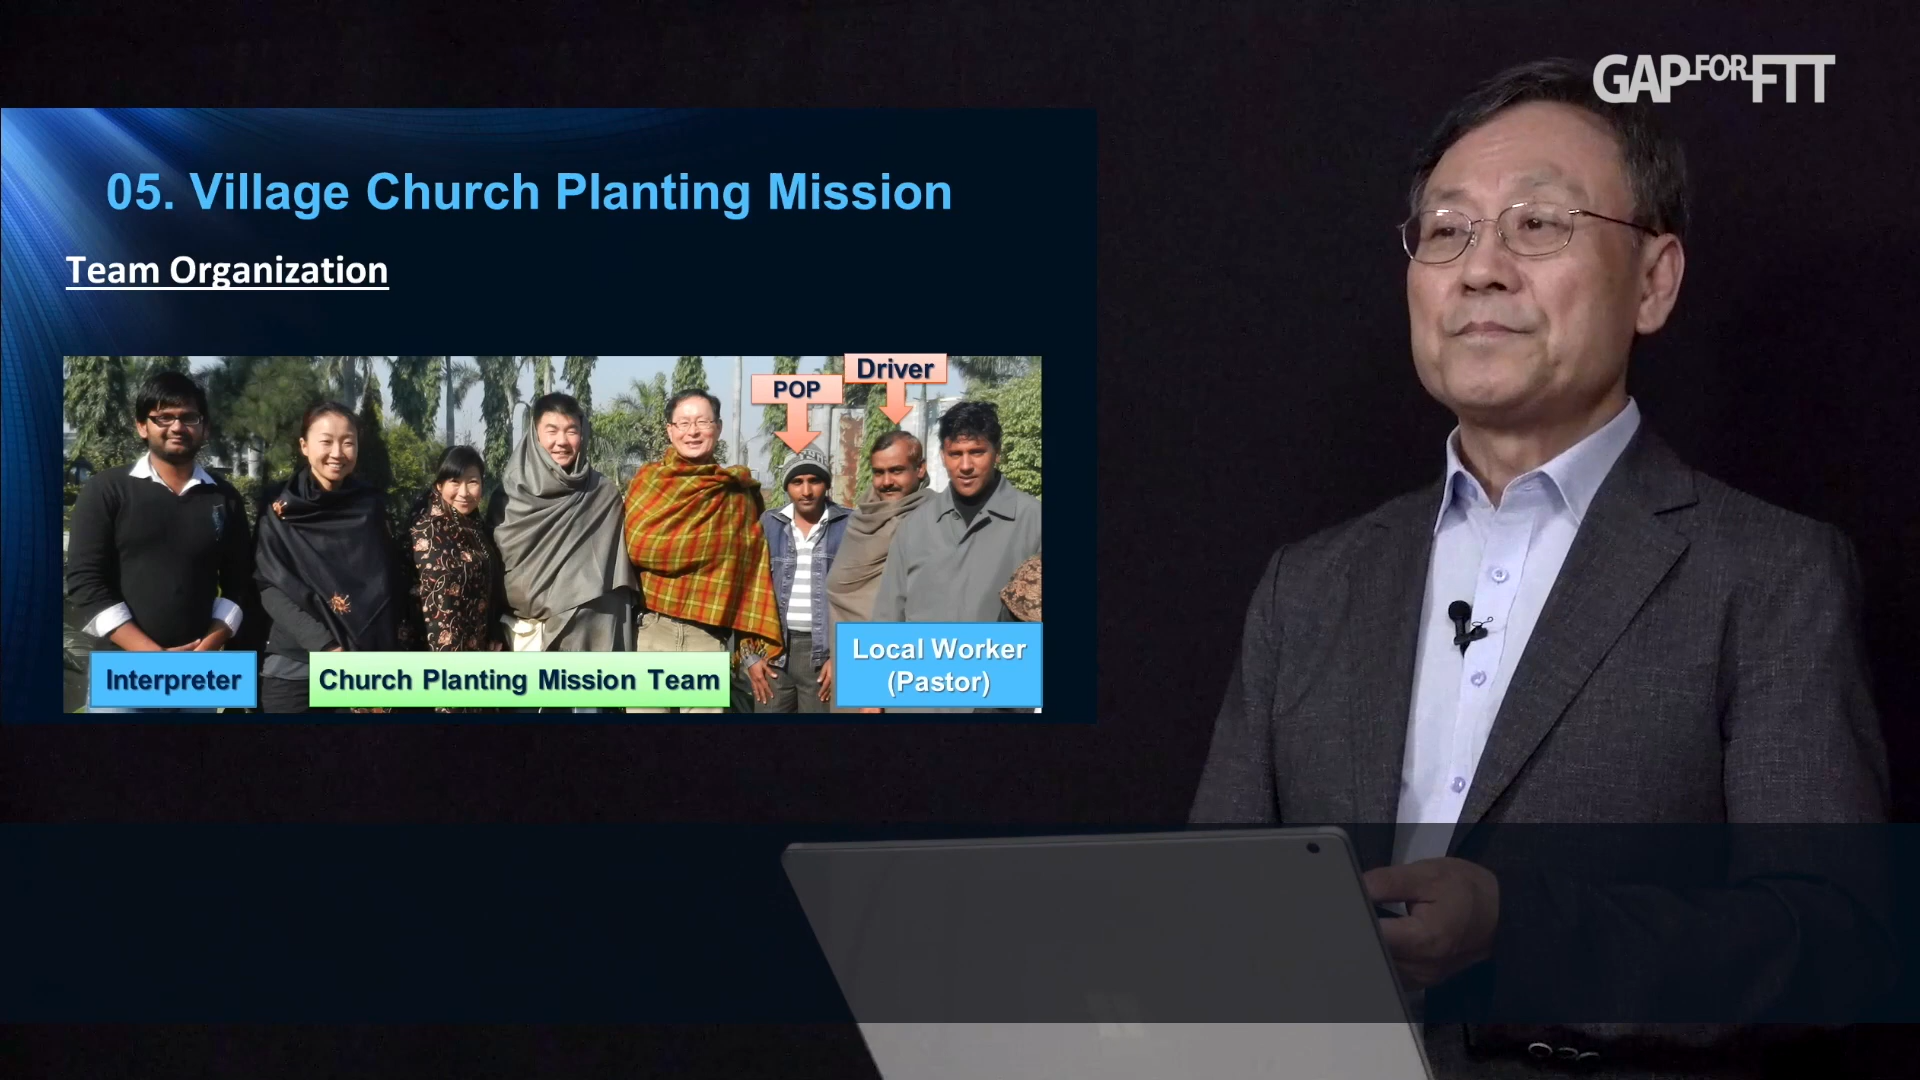 GAP FOR FTT
05. Village Church Planting Mission
Team Organization
Driver
POP
Local Worker
(Pastor)
Interpreter
Church Planting Mission Team